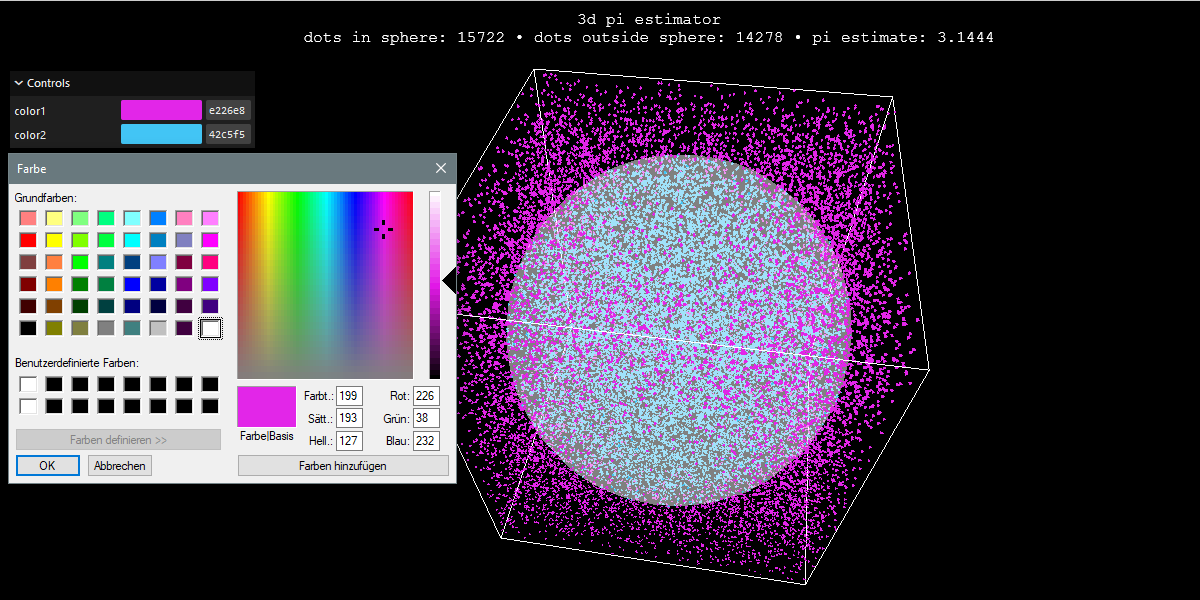 3d pi estimator
dots in sphere: 15722 • dots outside sphere: 14278 • pi estimate: 3.1444
Controls
color1 e226e8
color2 42c5f5
Farbe
Grundfarben:
Benutzerdefinierte Farben:
Farben definieren >>
OK Abbrechen
Farbe|Basis
Farbt.: 199 Rot: 226
Sätt.: 193 Grün: 38
Hell.: 127 Blau: 232
Farben hinzufügen